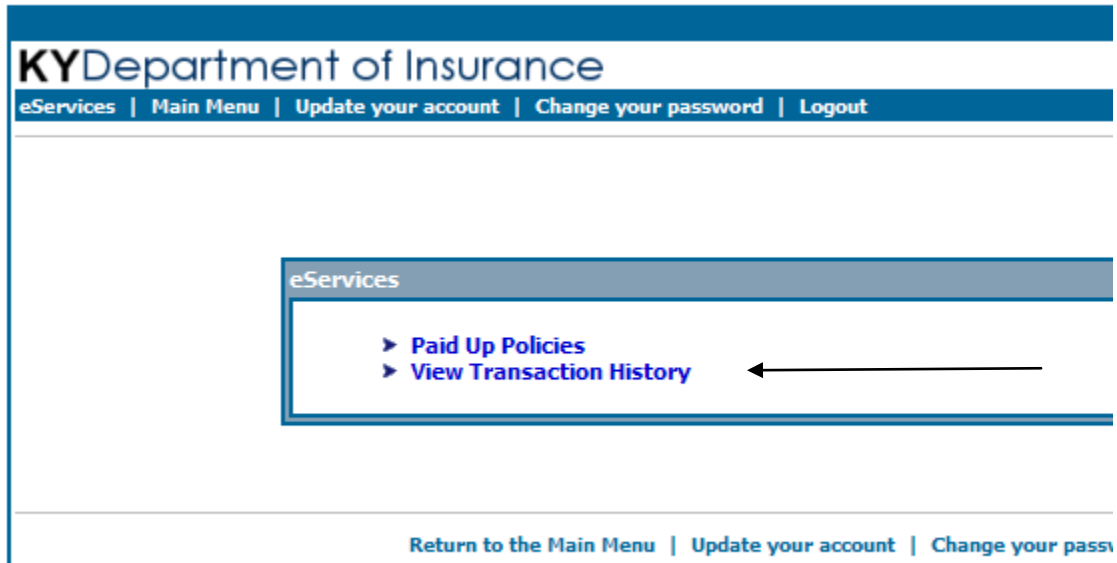 KYDepartment of Insurance
eServices | Main Menu | Update your account | Change your password | Logout
eServices
Paid Up Policies
View Transaction History
Return to the Main Menu | Update your account | Change your